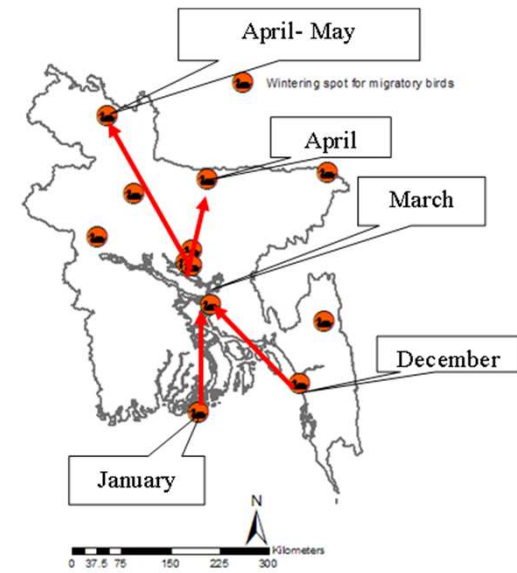 April- May
Wintering spot for migratory birds
April
March
December
January
N
Kilometers
0 37.5 75 150 225 300